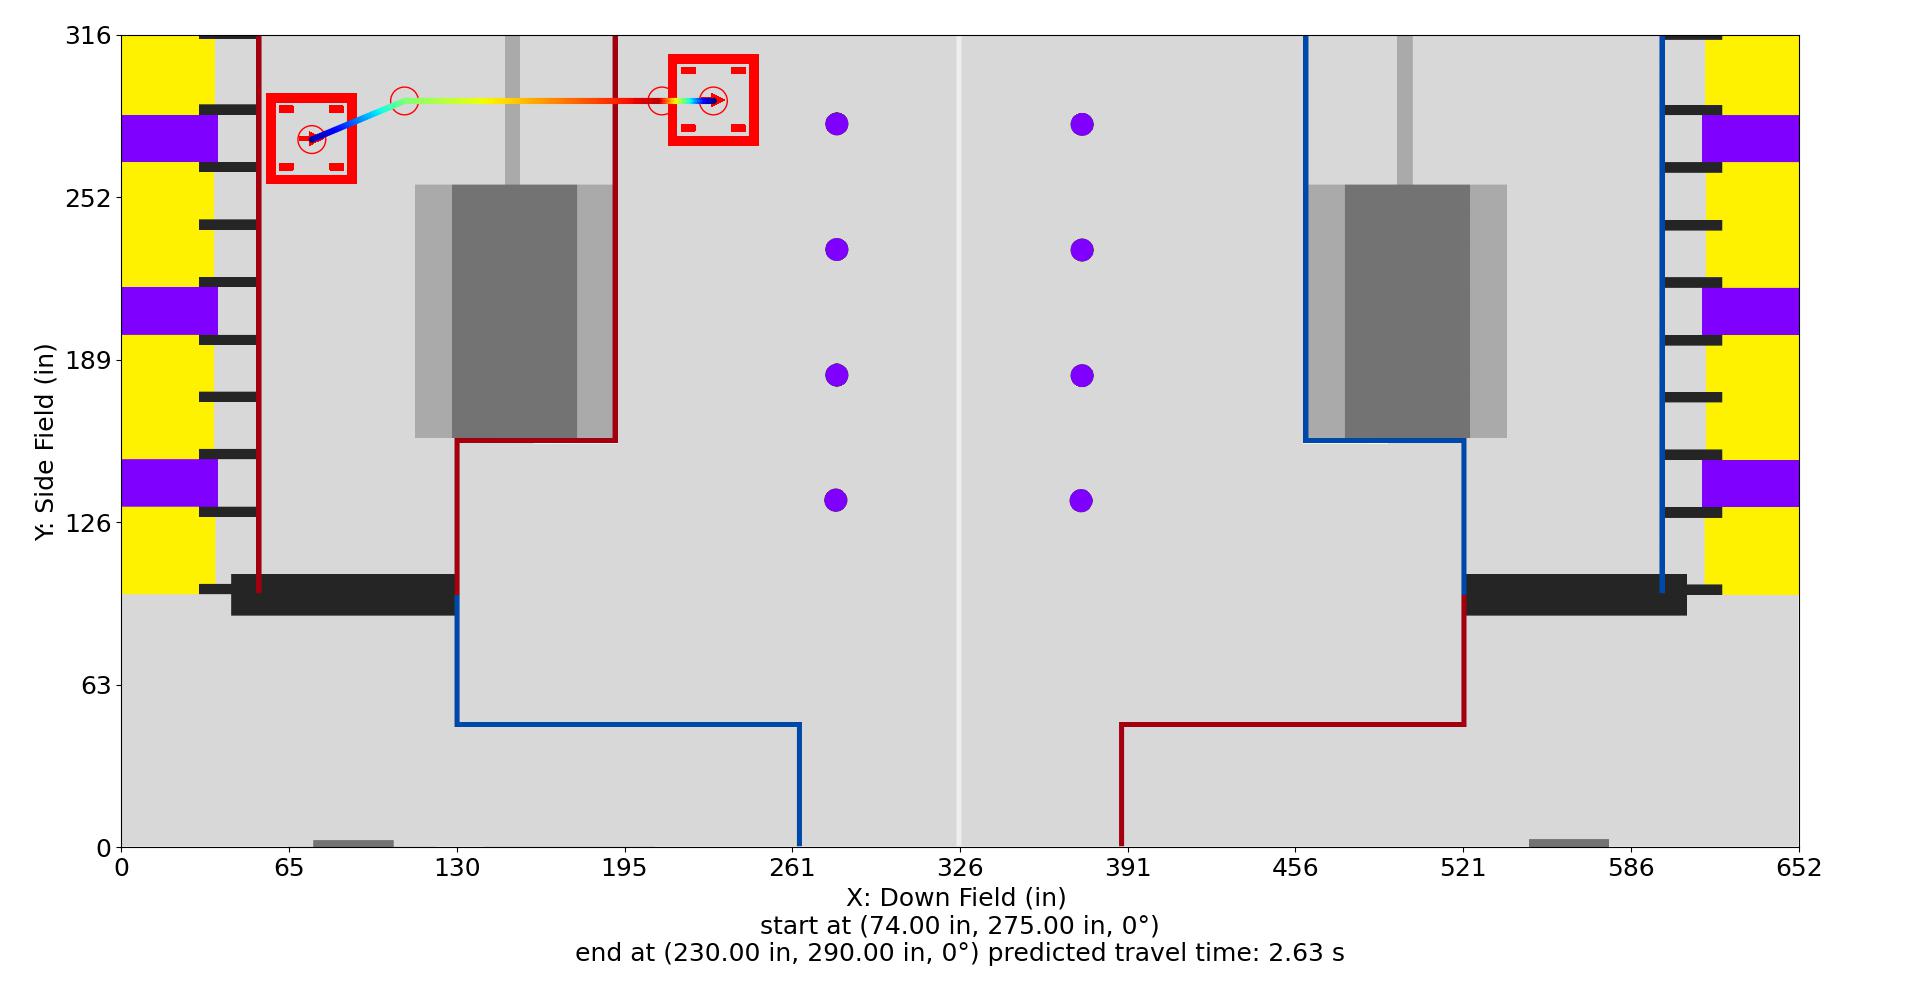 316
252
189
126
63
0
Y: Side Field (in)
0 65 130 195 261 326 391 456 521 586 652
X: Down Field (in)
start at (74.00 in, 275.00 in, 0°)
end at (230.00 in, 290.00 in, 0°) predicted travel time: 2.63 s